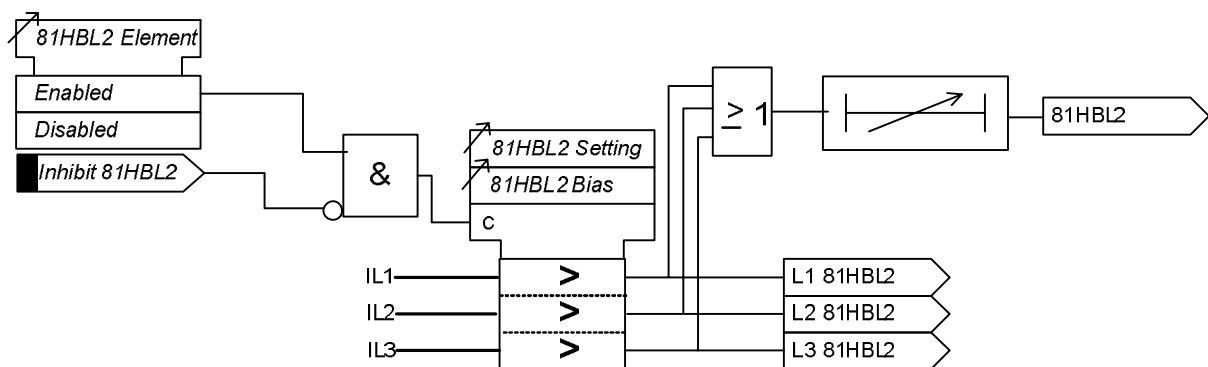 81HBL2 Element
Enabled
Disabled
Inhibit 81HBL2
&
81HBL2 Setting
81HBL2 Bias
c
≥ 1
81HBL2
IL1
>
L1 81HBL2
IL2
>
L2 81HBL2
IL3
>
L3 81HBL2